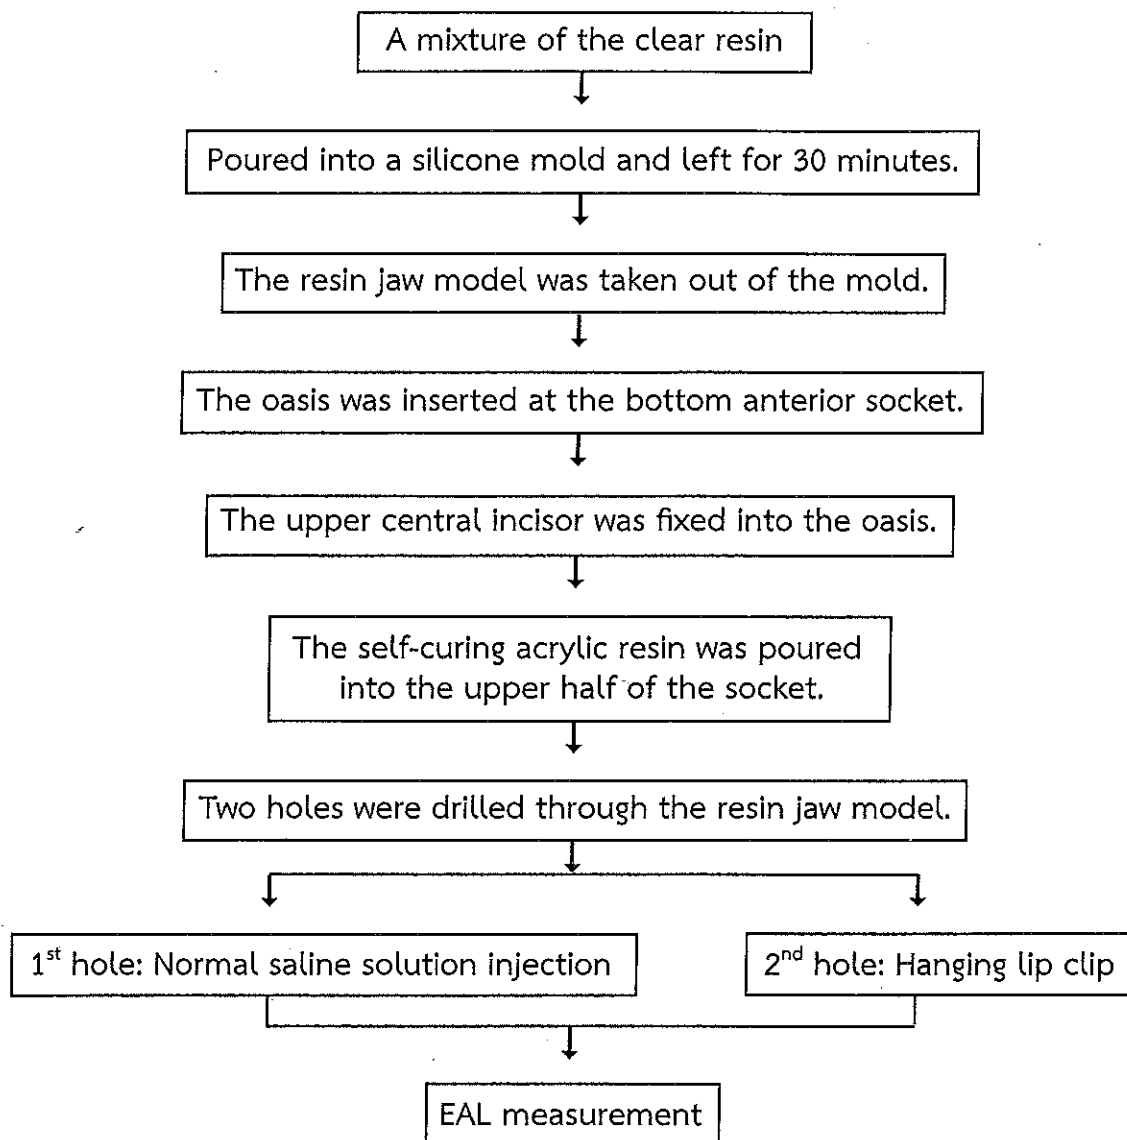 A mixture of the clear resin
Poured into a silicone mold and left for 30 minutes.
The resin jaw model was taken out of the mold.
The oasis was inserted at the bottom anterior socket.
The upper central incisor was fixed into the oasis.
The self-curing acrylic resin was poured
into the upper half of the socket.
Two holes were drilled through the resin jaw model.
1st hole: Normal saline solution injection
2nd hole: Hanging lip clip
EAL measurement